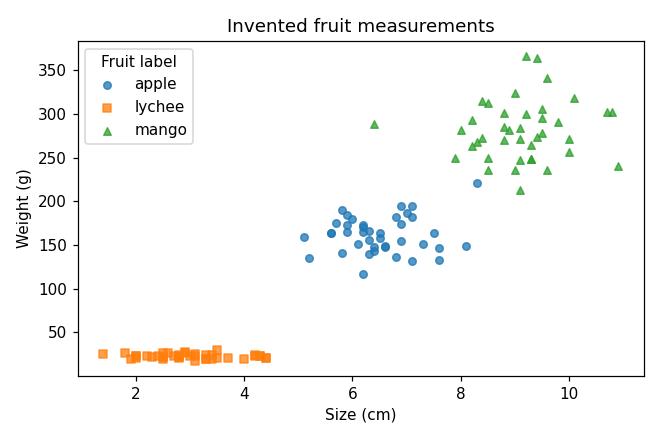 Invented fruit measurements
Fruit label
apple
lychee
mango
Weight (g)
350
300
250
200
150
100
50
2
4
6
8
10
Size (cm)